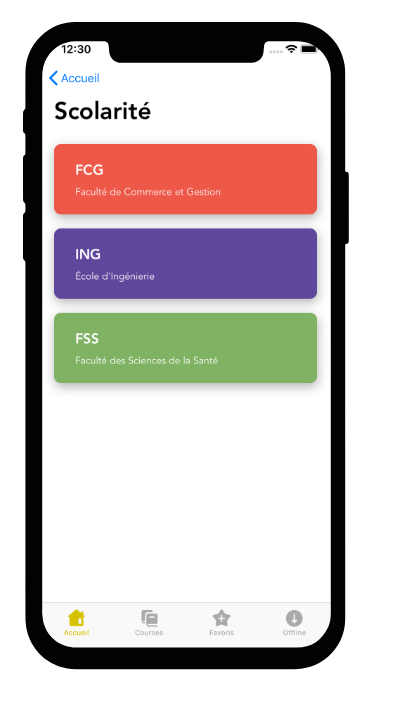 12:30
Accueil
Scolarité
FCG
Faculté de Commerce et Gestion
ING
École d'Ingénierie
FSS
Faculté des Sciences de la Santé
Accueil
Courses
Favoris
Offline